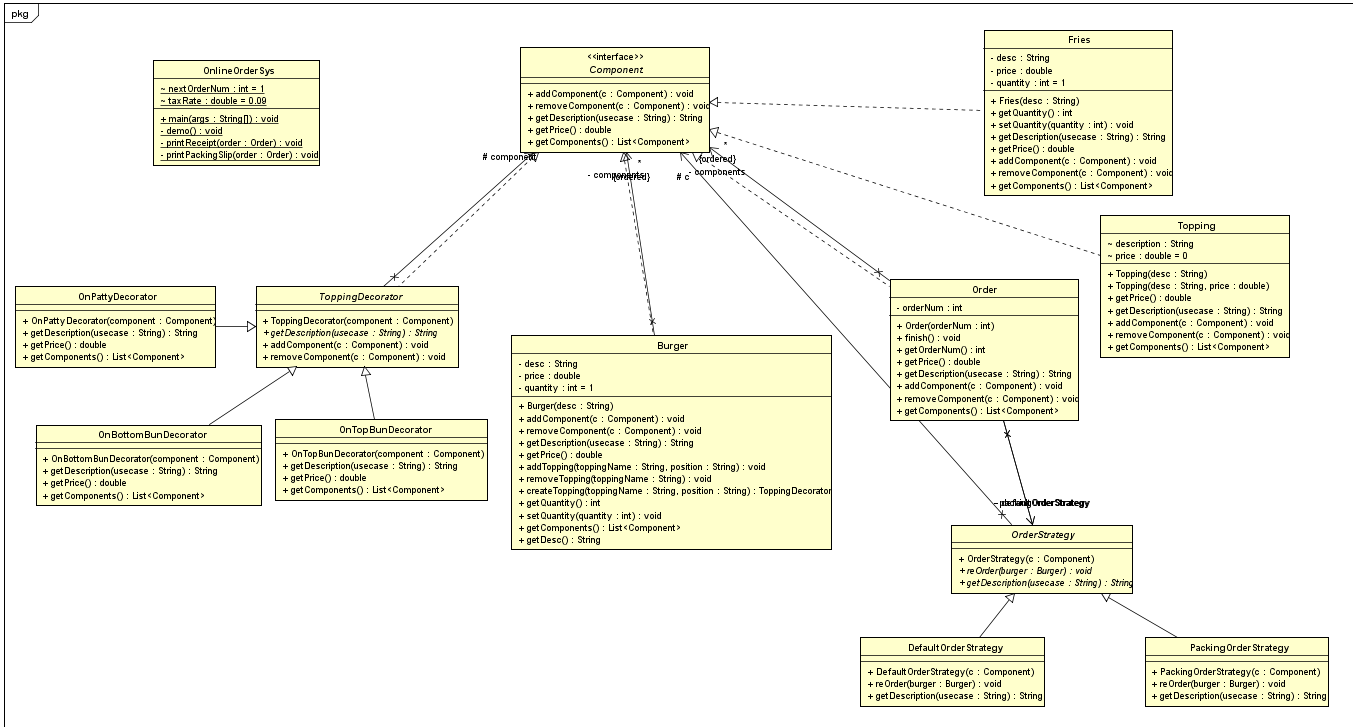 pkg
OnlineOrderSys
~ nextOrderNum : int = 1
~ taxRate : double = 0.09
+ main(args : String[]) : void
- demo() : void
- printReceipt(order : Order) : void
- printPackingSlip(order : Order) : void
<<interface>>
Component
+ addComponent(c : Component) : void
+ removeComponent(c : Component) : void
+ getDescription(usecase : String) : String
+ getPrice() : double
+ getComponents() : List<Component>
Fries
- desc : String
- price : double
- quantity : int = 1
+ Fries(desc : String)
+ getQuantity() : int
+ setQuantity(quantity : int) : void
+ getDescription(usecase : String) : String
+ getPrice() : double
+ addComponent(c : Component) : void
+ removeComponent(c : Component) : void
+ getComponents() : List<Component>
# component
- components
*
{ordered}
# c
*
{ordered}
- components
Topping
~ description : String
~ price : double = 0
+ Topping(desc : String)
+ Topping(desc : String, price : double)
+ getPrice() : double
+ getDescription(usecase : String) : String
+ addComponent(c : Component) : void
+ removeComponent(c : Component) : void
+ getComponents() : List<Component>
OnPattyDecorator
+ OnPattyDecorator(component : Component)
+ getDescription(usecase : String) : String
+ getPrice() : double
+ getComponents() : List<Component>
ToppingDecorator
+ ToppingDecorator(component : Component)
+ getDescription(usecase : String) : String
+ addComponent(c : Component) : void
+ removeComponent(c : Component) : void
Order
- orderNum : int
+ Order(orderNum : int)
+ finish() : void
+ getOrderNum() : int
+ getPrice() : double
+ getDescription(usecase : String) : String
+ addComponent(c : Component) : void
+ removeComponent(c : Component) : void
+ getComponents() : List<Component>
Burger
- desc : String
- price : double
- quantity : int = 1
+ Burger(desc : String)
+ addComponent(c : Component) : void
+ removeComponent(c : Component) : void
+ getDescription(usecase : String) : String
+ getPrice() : double
+ addTopping(toppingName : String, position : String) : void
+ removeTopping(toppingName : String) : void
+ createTopping(toppingName : String, position : String) : ToppingDecorator
+ getQuantity() : int
+ setQuantity(quantity : int) : void
+ getComponents() : List<Component>
+ getDesc() : String
OnBottomBunDecorator
+ OnBottomBunDecorator(component : Component)
+ getDescription(usecase : String) : String
+ getPrice() : double
+ getComponents() : List<Component>
OnTopBunDecorator
+ OnTopBunDecorator(component : Component)
+ getDescription(usecase : String) : String
+ getPrice() : double
+ getComponents() : List<Component>
OrderStrategy
+ OrderStrategy(c : Component)
+ reOrder(burger : Burger) : void
+ getDescription(usecase : String) : String
DefaultOrderStrategy
+ DefaultOrderStrategy(c : Component)
+ reOrder(burger : Burger) : void
+ getDescription(usecase : String) : String
PackingOrderStrategy
+ PackingOrderStrategy(c : Component)
+ reOrder(burger : Burger) : void
+ getDescription(usecase : String) : String